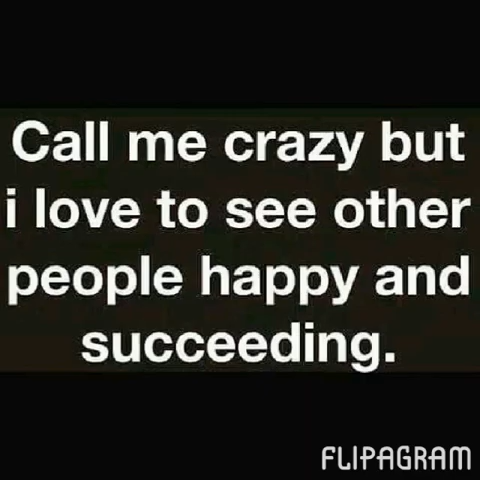 Call me crazy but
i love to see other
people happy and
succeeding.
FLIPAGRAM